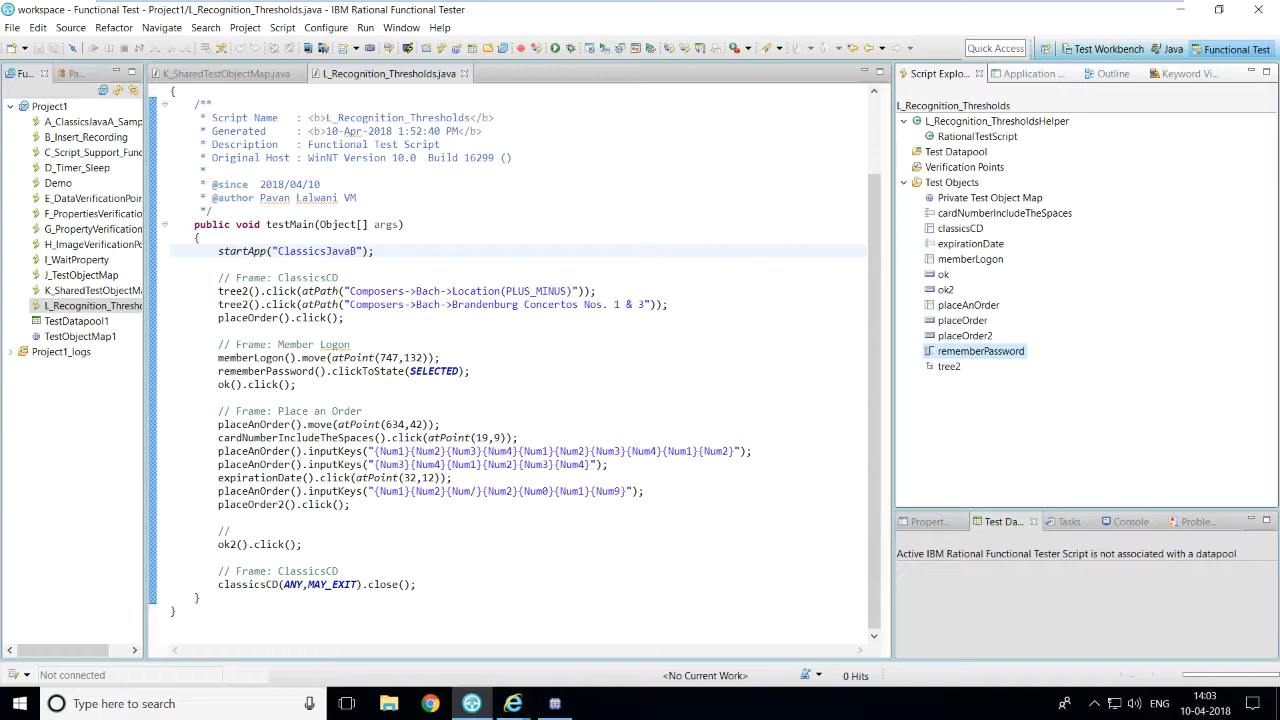 workspace - Functional Test - Project1/L_Recognition_Thresholds.java - IBM Rational Functional Tester
File Edit Source Refactor Navigate Search Project Script Configure Run Window Help
Quick Access Test Workbench Java Functional Test
Fu... Pa...
Project1
A_ClassicsJavaA_Samp
B_Insert_Recording
C_Script_Support_Func
D_Timer_Sleep
Demo
E_DataVerificationPoin
F_PropertiesVerificatio
G_PropertyVerification
H_ImageVerificationPo
I_WaitProperty
J_TestObjectMap
K_SharedTestObjectMa
L_Recognition_Thresho
TestDatapool1
TestObjectMap1
Project1_logs
K_SharedTestObjectMap.java L_Recognition_Thresholds.java
{
/**
* Script Name : <b>L_Recognition_Thresholds</b>
* Generated : <b>10-Apr-2018 1:52:40 PM</b>
* Description : Functional Test Script
* Original Host : WinNT Version 10.0 Build 16299 ()
*
* @since 2018/04/10
* @author Pavan Lalwani VM
*/
public void testMain(Object[] args)
{
startApp("ClassicsJavaB");
// Frame: ClassicsCD
tree2().click(atPath("Composers->Bach->Location(PLUS_MINUS)"));
tree2().click(atPath("Composers->Bach->Brandenburg Concertos Nos. 1 & 3"));
placeOrder().click();
// Frame: Member Logon
memberLogon().move(atPoint(747,132));
rememberPassword().clickToState(SELECTED);
ok().click();
// Frame: Place an Order
placeAnOrder().move(atPoint(634,42));
cardNumberIncludeTheSpaces().click(atPoint(19,9));
placeAnOrder().inputKeys("{Num1}{Num2}{Num3}{Num4}{Num1}{Num2}{Num3}{Num4}{Num1}{Num2}");
placeAnOrder().inputKeys("{Num3}{Num4}{Num1}{Num2}{Num3}{Num4}");
expirationDate().click(atPoint(32,12));
placeAnOrder().inputKeys("{Num1}{Num2}{Num/}{Num2}{Num0}{Num1}{Num9}");
placeOrder2().click();
//
ok2().click();
// Frame: ClassicsCD
classicsCD(ANY,MAY_EXIT).close();
}
}
Script Explo... Application ... Outline Keyword Vi...
L_Recognition_Thresholds
L_Recognition_ThresholdsHelper
RationalTestScript
Test Datapool
Verification Points
Test Objects
Private Test Object Map
cardNumberIncludeTheSpaces
classicsCD
expirationDate
memberLogon
ok
ok2
placeAnOrder
placeOrder
placeOrder2
rememberPassword
tree2
Propert... Test Da... Tasks Console Proble...
Active IBM Rational Functional Tester Script is not associated with a datapool
Not connected <No Current Work> 0 Hits
Type here to search
ENG
14:03
10-04-2018